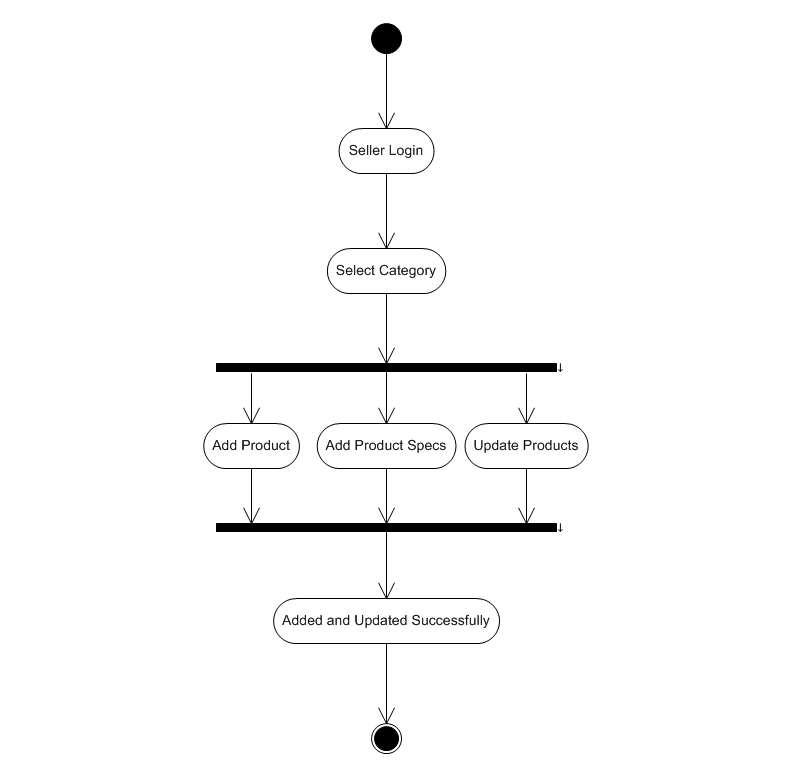 Seller Login
Select Category
Add Product
Add Product Specs
Update Products
Added and Updated Successfully